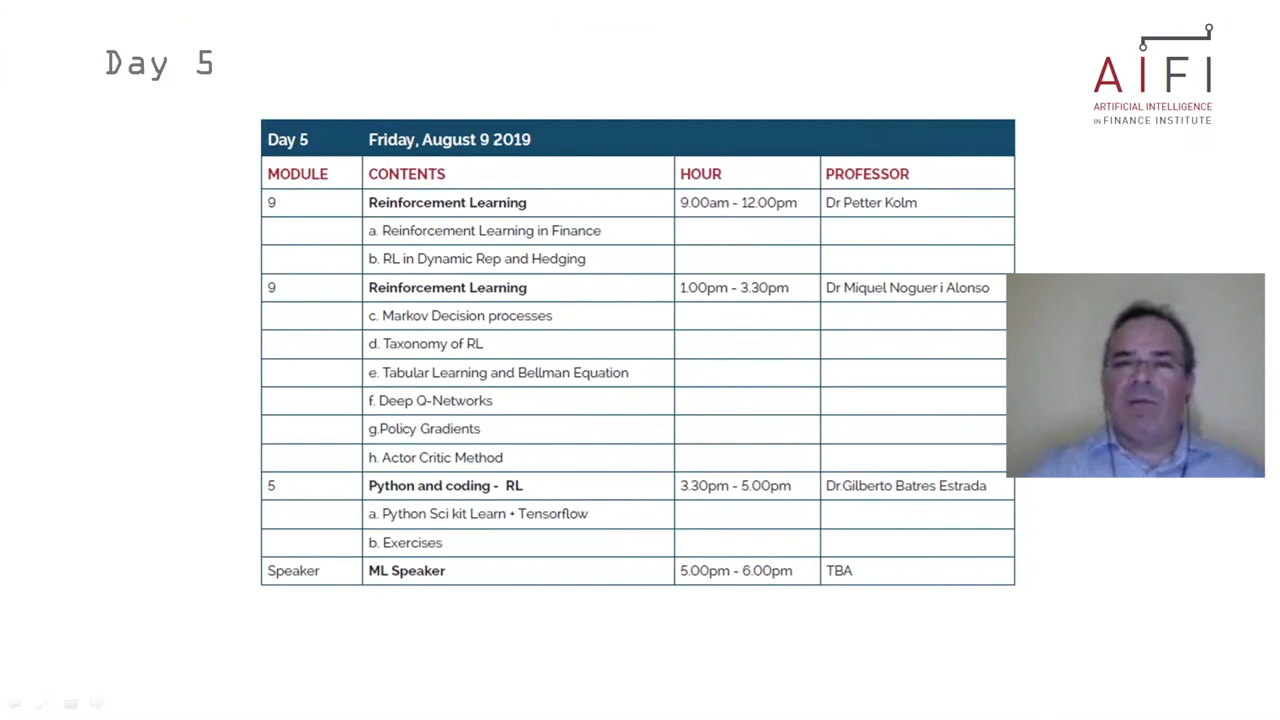 Day 5
AIFI
ARTIFICIAL INTELLIGENCE
IN FINANCE INSTITUTE
Day 5 Friday, August 9 2019
MODULE CONTENTS HOUR PROFESSOR
9 Reinforcement Learning 9.00am - 12.00pm Dr Petter Kolm
a. Reinforcement Learning in Finance
b. RL in Dynamic Rep and Hedging
9 Reinforcement Learning 1.00pm - 3.30pm Dr Miquel Noguer i Alonso
c. Markov Decision processes
d. Taxonomy of RL
e. Tabular Learning and Bellman Equation
f. Deep Q-Networks
g.Policy Gradients
h. Actor Critic Method
5 Python and coding - RL 3.30pm - 5.00pm Dr.Gilberto Batres Estrada
a. Python Sci kit Learn + Tensorflow
b. Exercises
Speaker ML Speaker 5.00pm - 6.00pm TBA